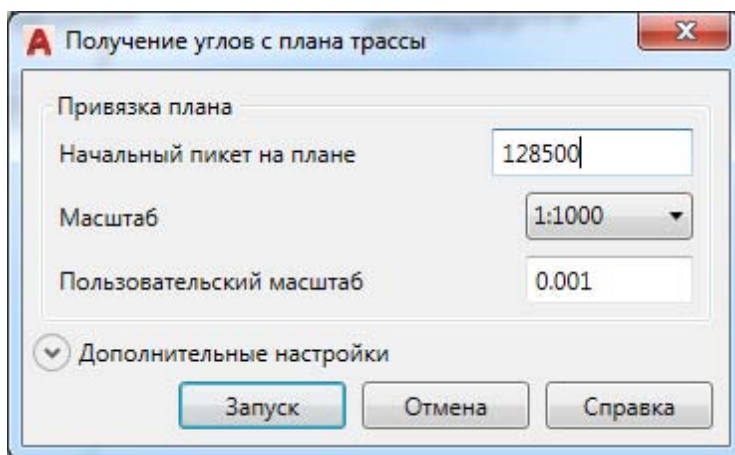 Получение углов с плана трассы
Привязка плана
Начальный пикет на плане 128500
Масштаб 1:1000
Пользовательский масштаб 0.001
Дополнительные настройки
Запуск Отмена Справка